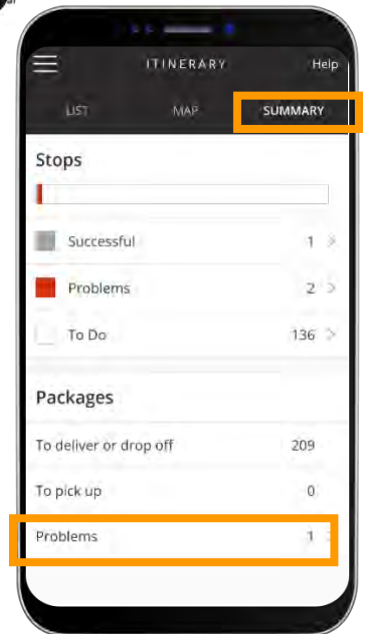 ITINERARY Help
LIST MAP SUMMARY
Stops
Successful 1 >
Problems 2 >
To Do 136 >
Packages
To deliver or drop off 209
To pick up 0
Problems 1 >